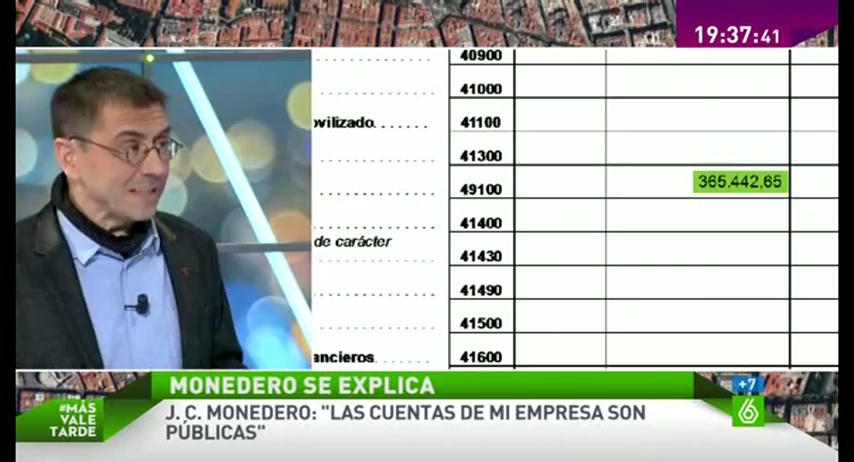 19:37:41
40900
41000
ovilizado
41100
41300
49100
365.442,65
41400
de carácter
41430
41490
41500
ancieros
41600
MONEDERO SE EXPLICA
+7
#MÁS
VALE
TARDE
J. C. MONEDERO: "LAS CUENTAS DE MI EMPRESA SON
PÚBLICAS"
6